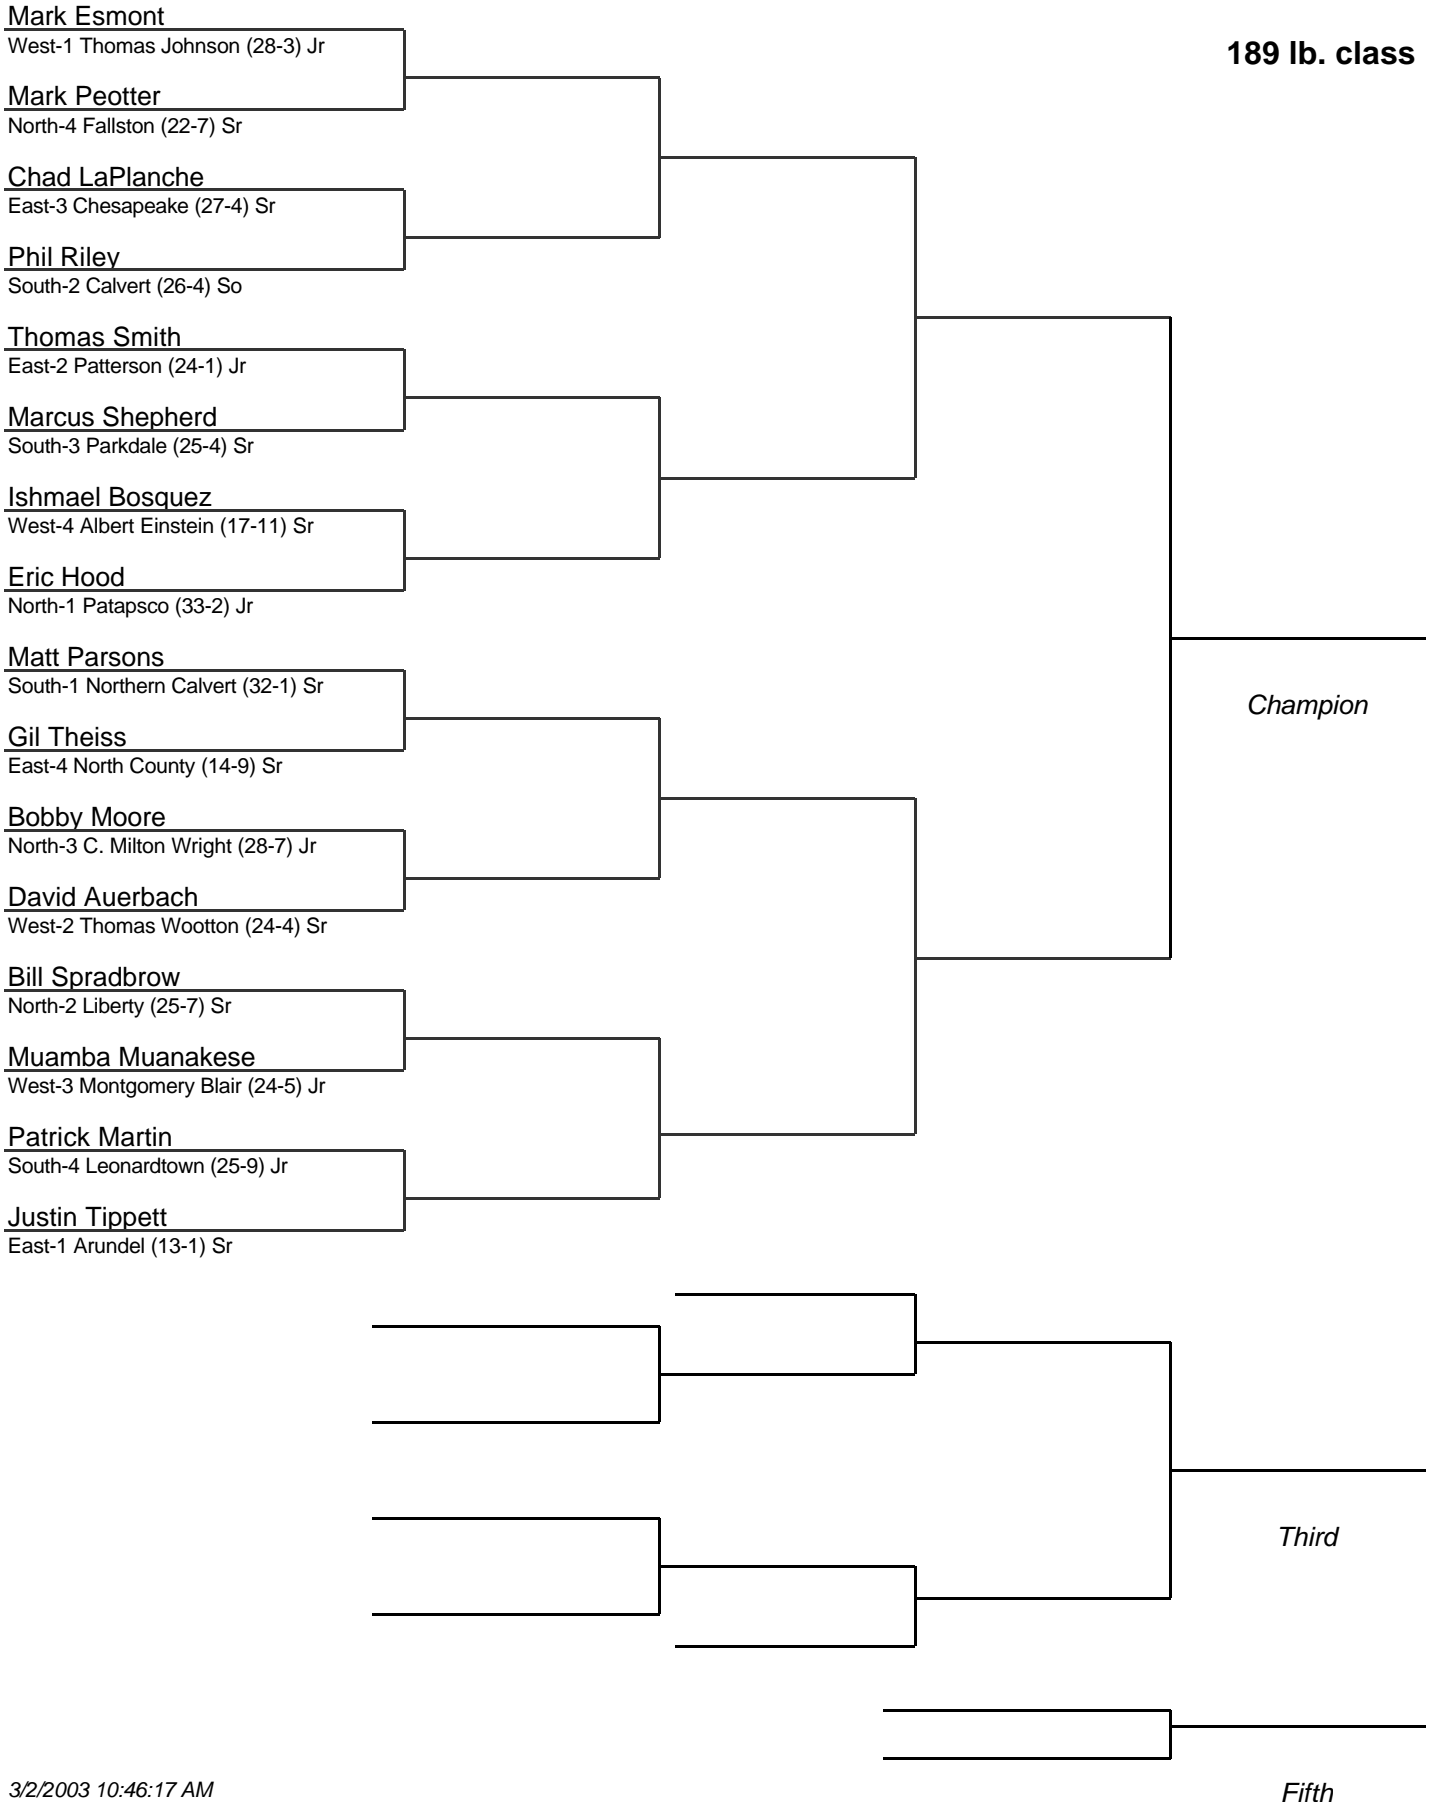 Mark Esmont
West-1 Thomas Johnson (28-3) Jr
189 lb. class
Mark Peotter
North-4 Fallston (22-7) Sr
Chad LaPlanche
East-3 Chesapeake (27-4) Sr
Phil Riley
South-2 Calvert (26-4) So
Thomas Smith
East-2 Patterson (24-1) Jr
Marcus Shepherd
South-3 Parkdale (25-4) Sr
Ishmael Bosquez
West-4 Albert Einstein (17-11) Sr
Eric Hood
North-1 Patapsco (33-2) Jr
Matt Parsons
South-1 Northern Calvert (32-1) Sr
Champion
Gil Theiss
East-4 North County (14-9) Sr
Bobby Moore
North-3 C. Milton Wright (28-7) Jr
David Auerbach
West-2 Thomas Wootton (24-4) Sr
Bill Spradbrow
North-2 Liberty (25-7) Sr
Muamba Muanakese
West-3 Montgomery Blair (24-5) Jr
Patrick Martin
South-4 Leonardtown (25-9) Jr
Justin Tippett
East-1 Arundel (13-1) Sr
Third
3/2/2003 10:46:17 AM
Fifth